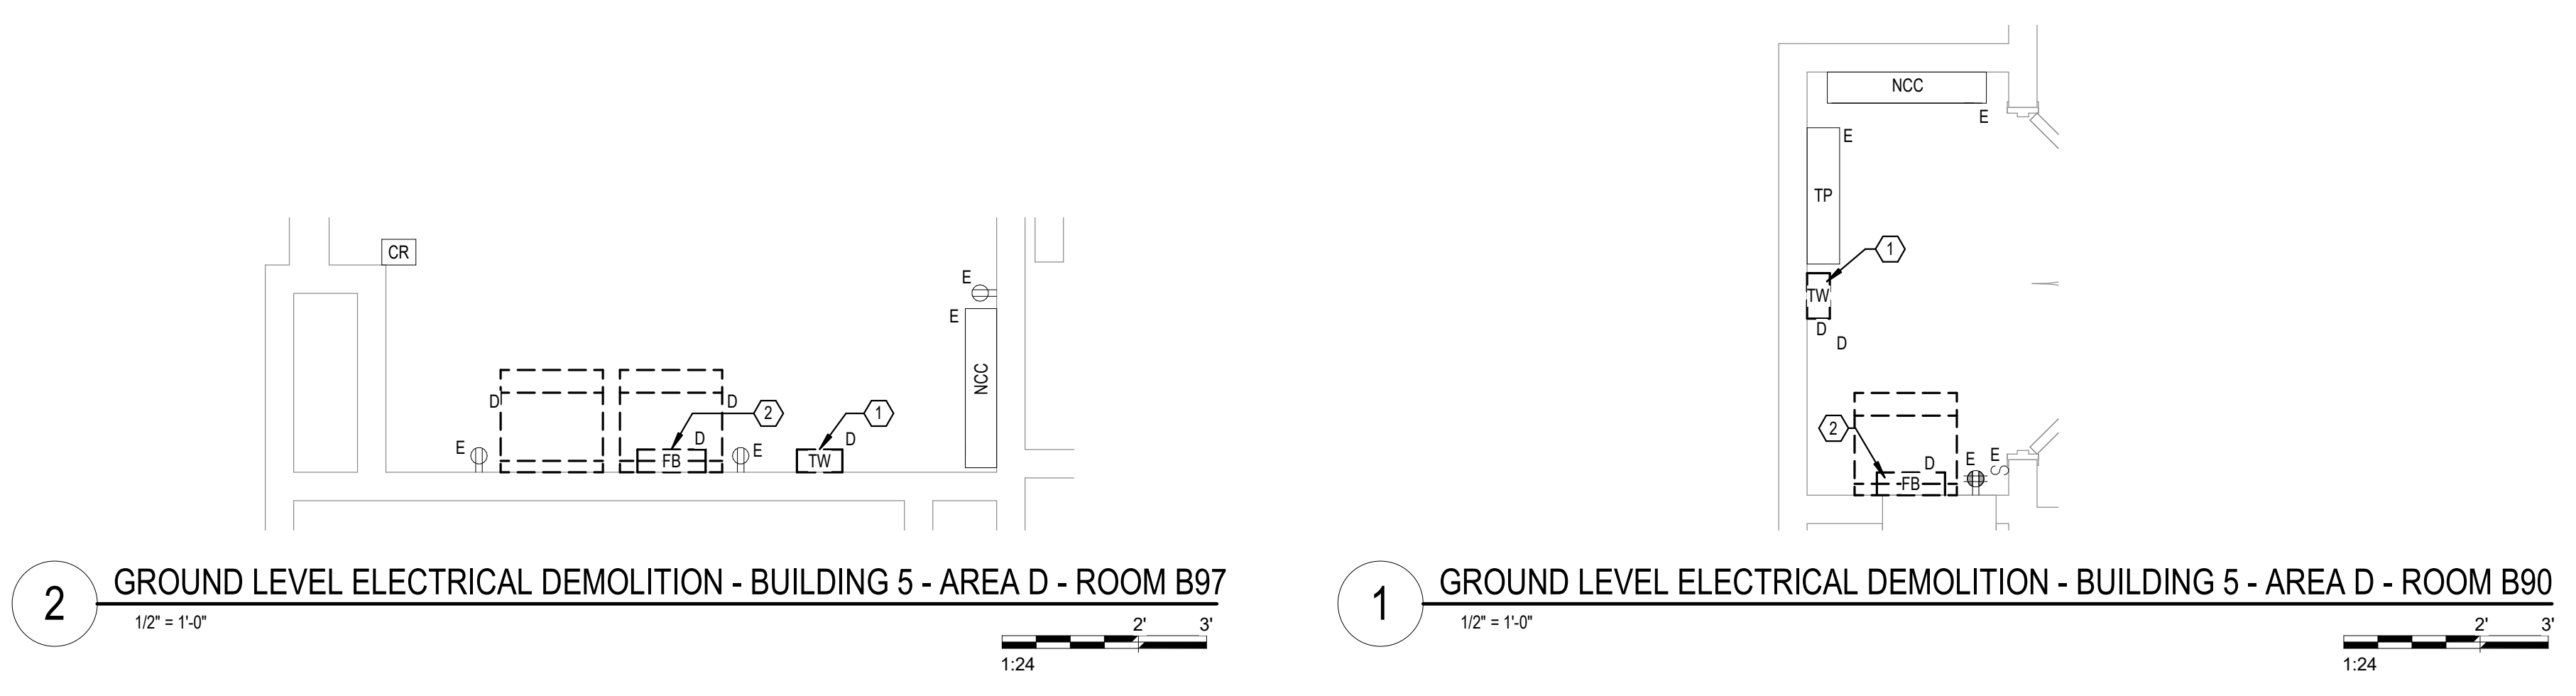 CR
E
E
NCC
D
D
2
1
D
D
E
E
FB
TW
2
GROUND LEVEL ELECTRICAL DEMOLITION - BUILDING 5 - AREA D - ROOM B97
1/2" = 1'-0"
2' 3'
1:24
NCC
E
E
TP
1
TW
D
D
2
D
E
E
S
FB
1
GROUND LEVEL ELECTRICAL DEMOLITION - BUILDING 5 - AREA D - ROOM B90
1/2" = 1'-0"
2' 3'
1:24